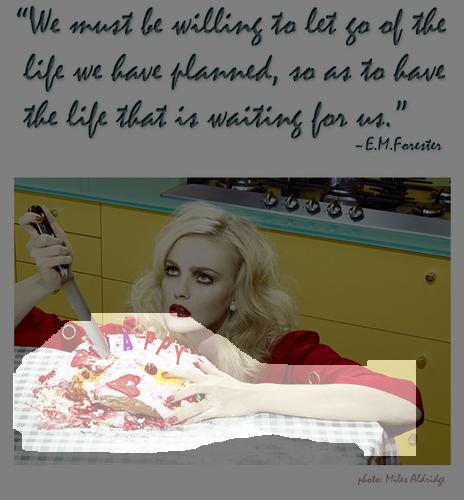 "We must be willing to let go of the
life we have planned, so as to have
the life that is waiting for us."
~E.M.Forester
APPY
photo: Miles Aldridge